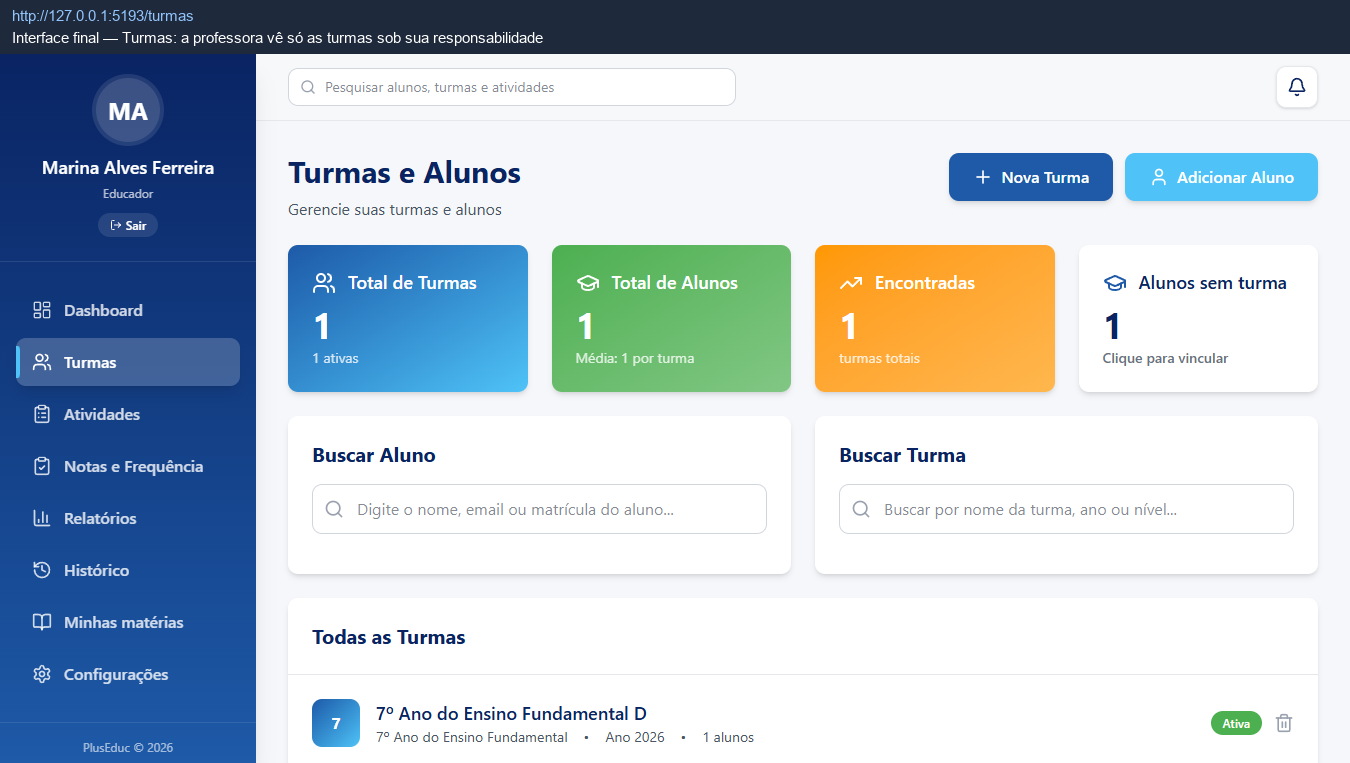 http://127.0.0.1:5193/turmas
Interface final — Turmas: a professora vê só as turmas sob sua responsabilidade
MA
Marina Alves Ferreira
Educador
Sair
Dashboard
Turmas
Atividades
Notas e Frequência
Relatórios
Histórico
Minhas matérias
Configurações
PlusEduc © 2026
Pesquisar alunos, turmas e atividades
Turmas e Alunos
Gerencie suas turmas e alunos
Nova Turma
Adicionar Aluno
Total de Turmas
1
1 ativas
Total de Alunos
1
Média: 1 por turma
Encontradas
1
turmas totais
Alunos sem turma
1
Clique para vincular
Buscar Aluno
Digite o nome, email ou matrícula do aluno...
Buscar Turma
Buscar por nome da turma, ano ou nível...
Todas as Turmas
7
7º Ano do Ensino Fundamental D
7º Ano do Ensino Fundamental • Ano 2026 • 1 alunos
Ativa